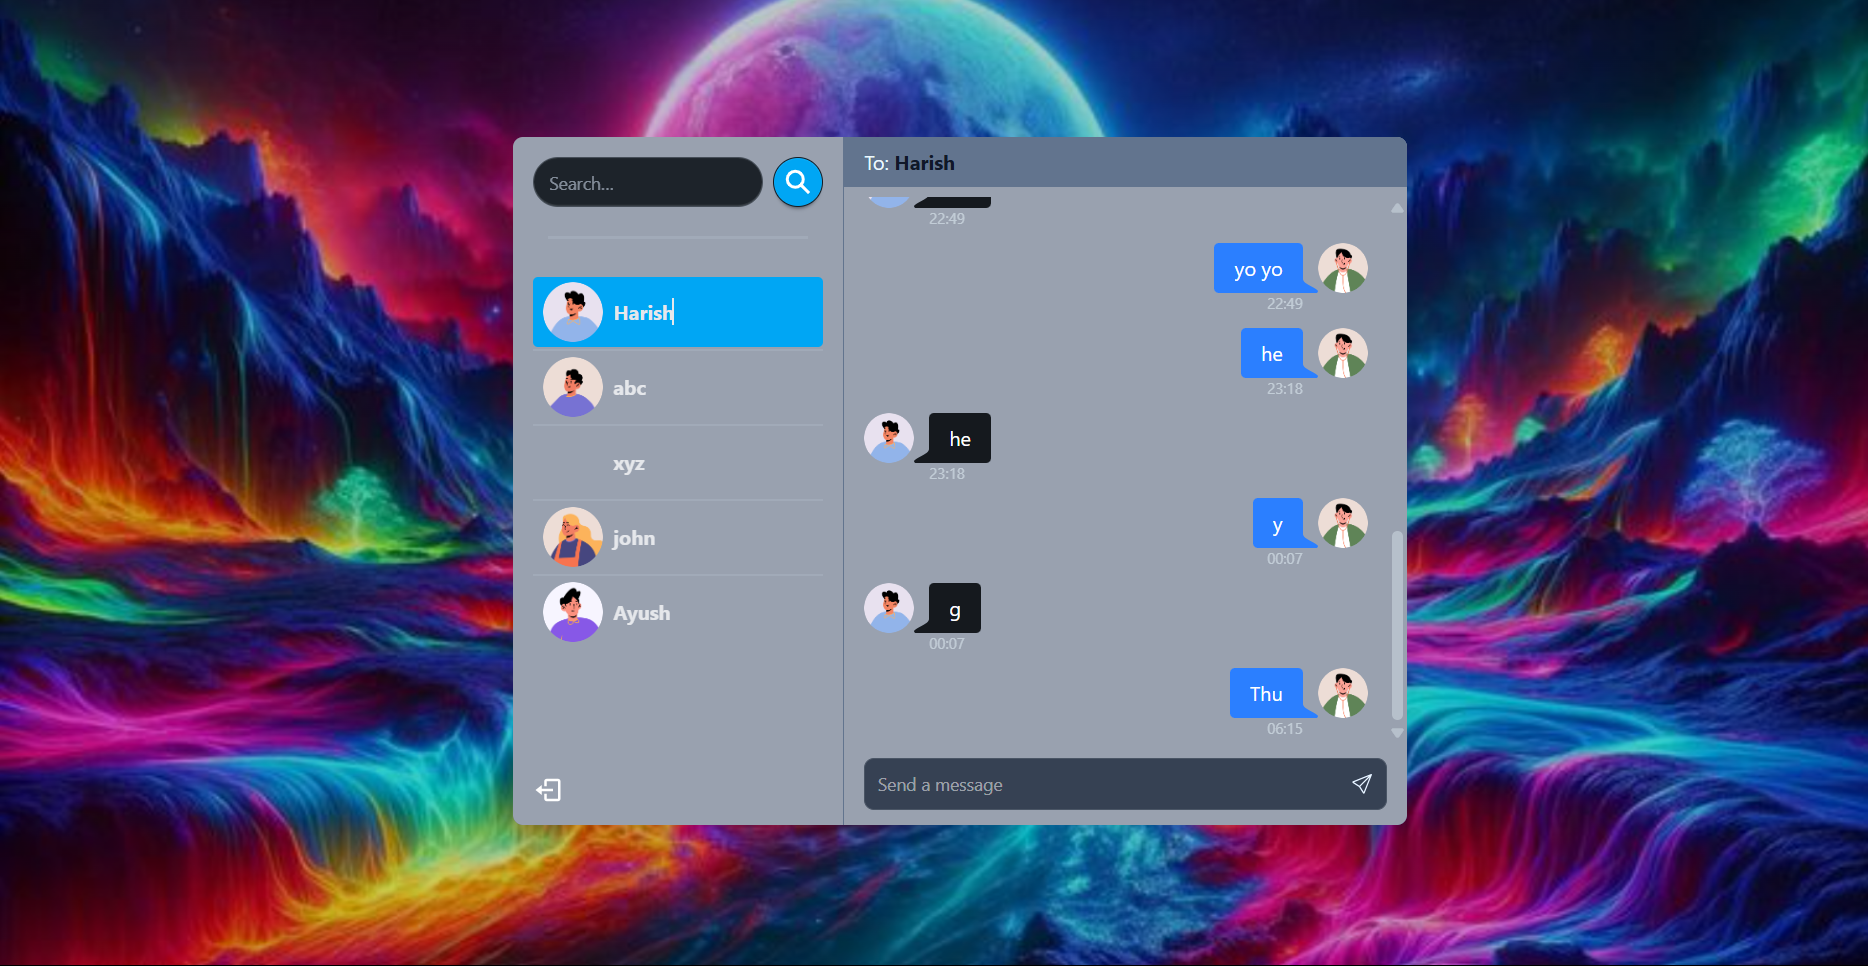 Search...
Harish
abc
xyz
john
Ayush
To: Harish
22:49
yo yo
22:49
he
23:18
he
23:18
y
00:07
g
00:07
Thu
06:15
Send a message